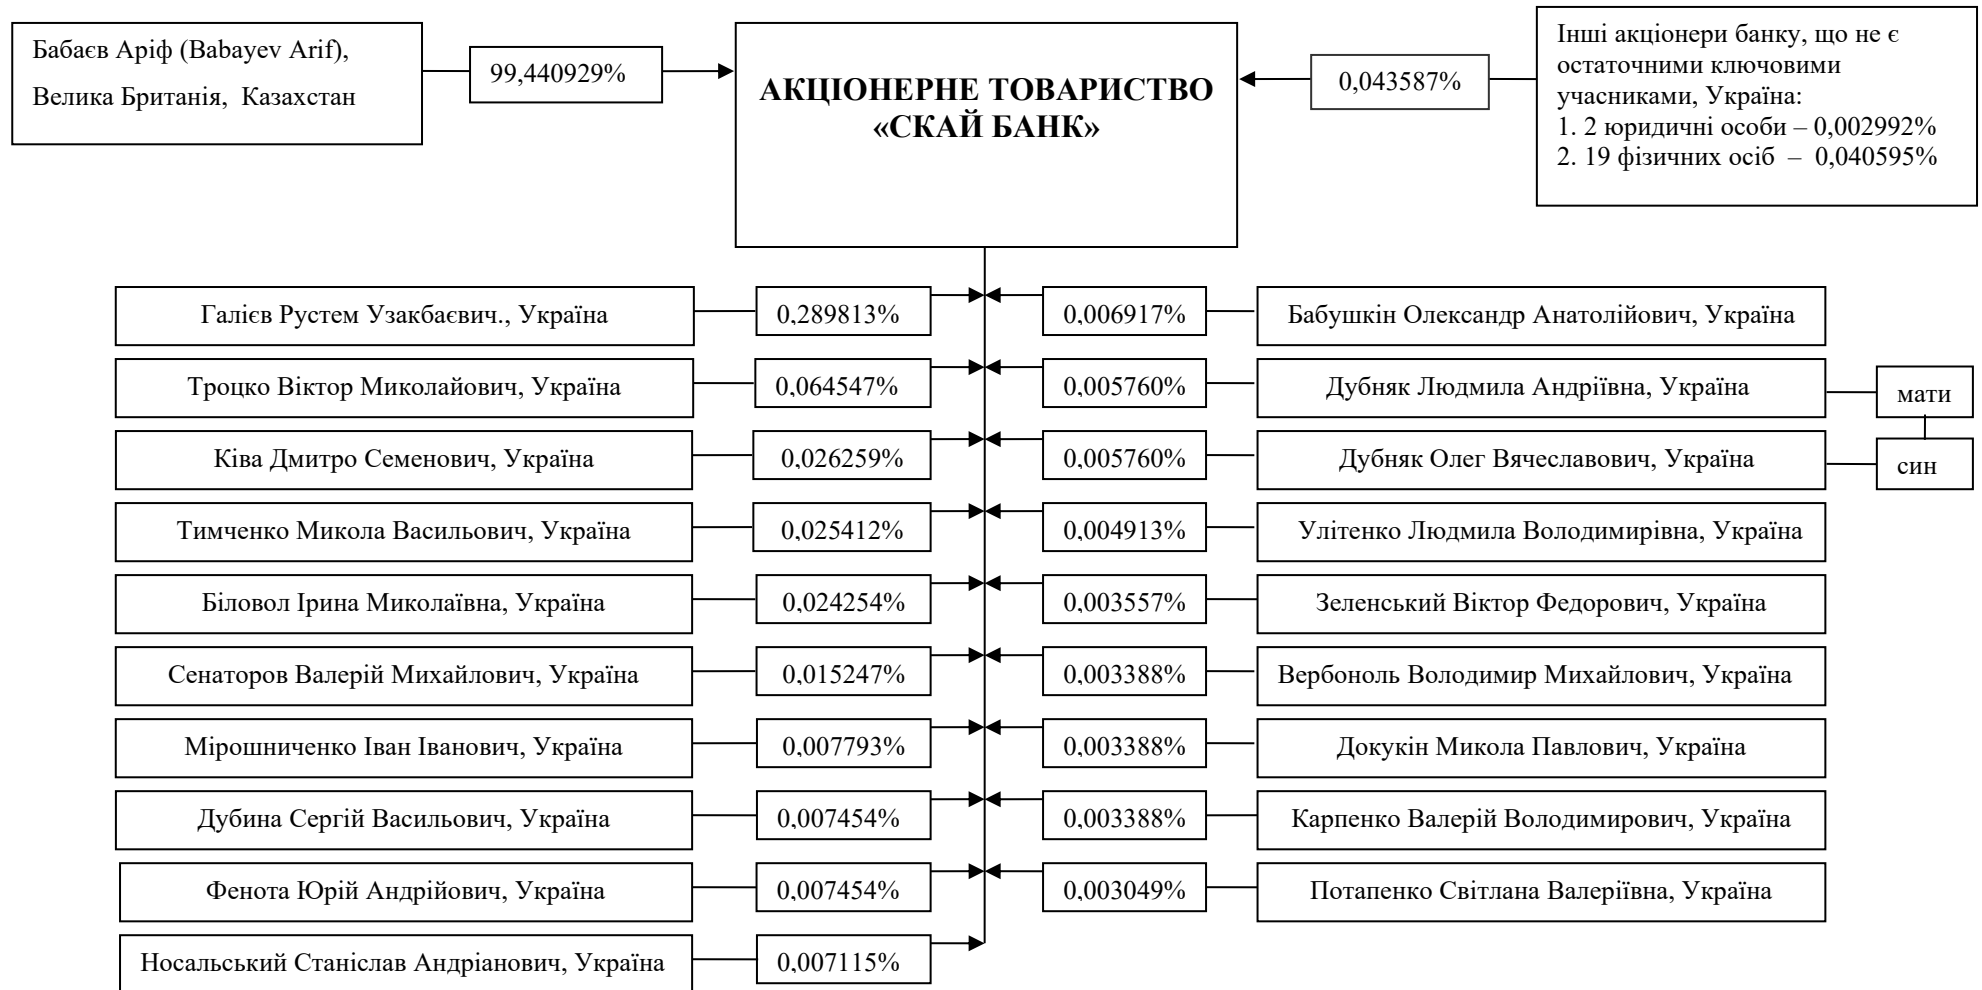 Бабаєв Аріф (Babayev Arif),
Велика Британія, Казахстан
99,440929%
АКЦІОНЕРНЕ ТОВАРИСТВО
«СКАЙ БАНК»
0,043587%
Інші акціонери банку, що не є
остаточними ключовими
учасниками, Україна:
1. 2 юридичні особи – 0,002992%
2. 19 фізичних осіб – 0,040595%
Галієв Рустем Узакбаєвич., Україна
0,289813%
0,006917%
Бабушкін Олександр Анатолійович, Україна
Троцко Віктор Миколайович, Україна
0,064547%
0,005760%
Дубняк Людмила Андріївна, Україна
мати
Ківа Дмитро Семенович, Україна
0,026259%
0,005760%
Дубняк Олег Вячеславович, Україна
син
Тимченко Микола Васильович, Україна
0,025412%
0,004913%
Улітенко Людмила Володимирівна, Україна
Біловол Ірина Миколаївна, Україна
0,024254%
0,003557%
Зеленський Віктор Федорович, Україна
Сенаторов Валерій Михайлович, Україна
0,015247%
0,003388%
Вербоноль Володимир Михайлович, Україна
Мірошниченко Іван Іванович, Україна
0,007793%
0,003388%
Докукін Микола Павлович, Україна
Дубина Сергій Васильович, Україна
0,007454%
0,003388%
Карпенко Валерій Володимирович, Україна
Фенота Юрій Андрійович, Україна
0,007454%
0,003049%
Потапенко Світлана Валеріївна, Україна
Носальський Станіслав Андріанович, Україна
0,007115%